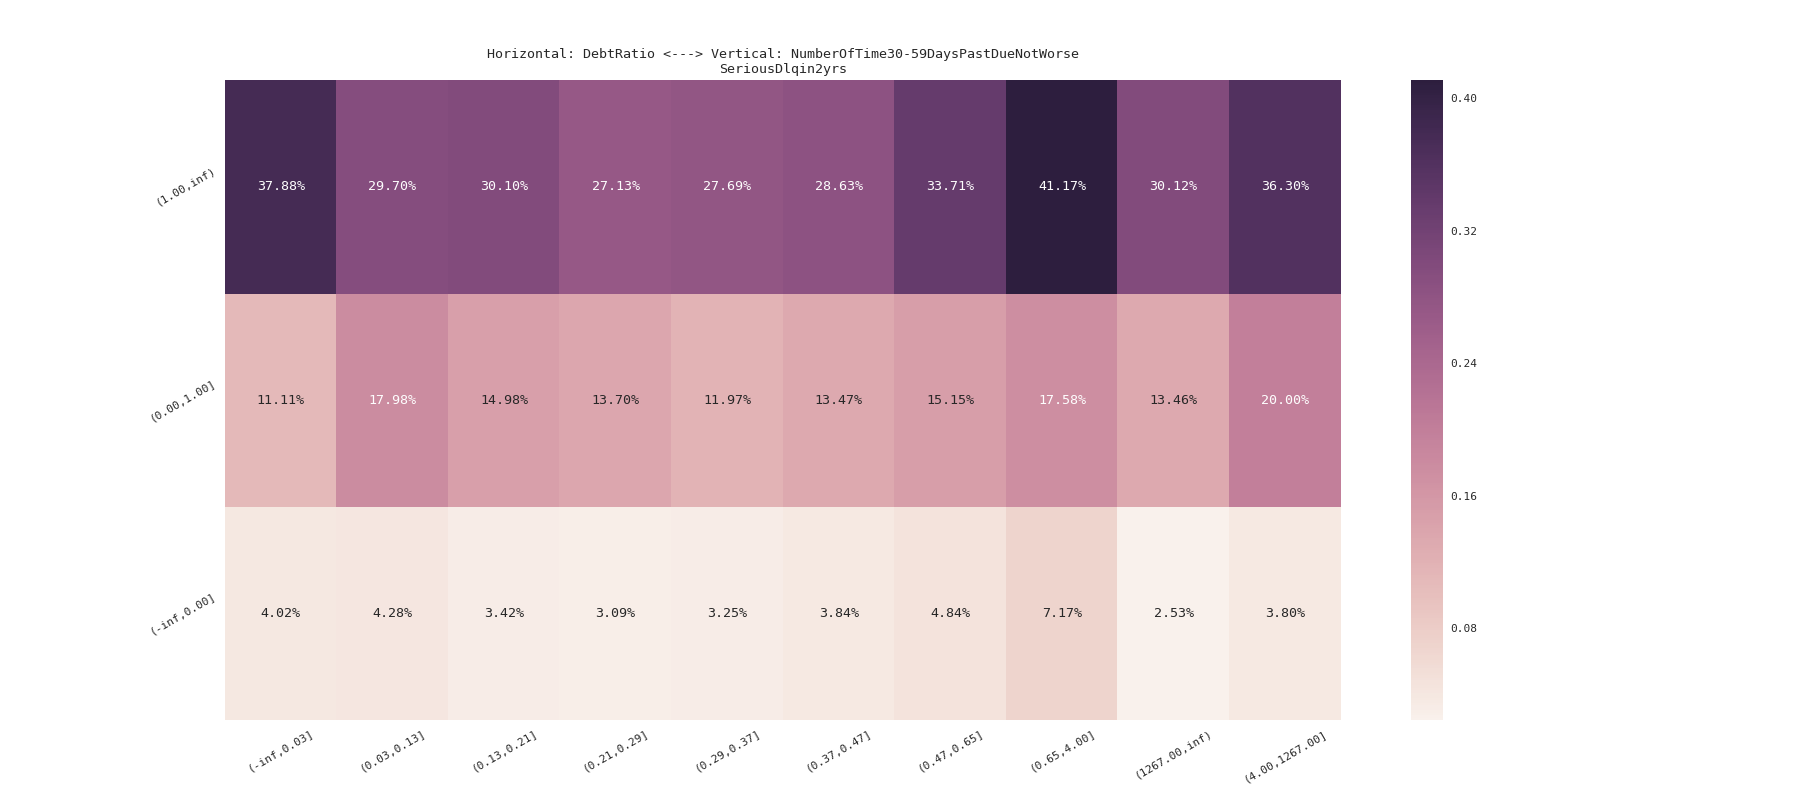 Horizontal: DebtRatio <---> Vertical: NumberOfTime30-59DaysPastDueNotWorse
SeriousDlqin2yrs
(1.00,inf) 37.88% 29.70% 30.10% 27.13% 27.69% 28.63% 33.71% 41.17% 30.12% 36.30%
(0.00,1.00] 11.11% 17.98% 14.98% 13.70% 11.97% 13.47% 15.15% 17.58% 13.46% 20.00%
(-inf,0.00] 4.02% 4.28% 3.42% 3.09% 3.25% 3.84% 4.84% 7.17% 2.53% 3.80%
(-inf,0.03] (0.03,0.13] (0.13,0.21] (0.21,0.29] (0.29,0.37] (0.37,0.47] (0.47,0.65] (0.65,4.00] (1267.00,inf) (4.00,1267.00]
0.40
0.32
0.24
0.16
0.08